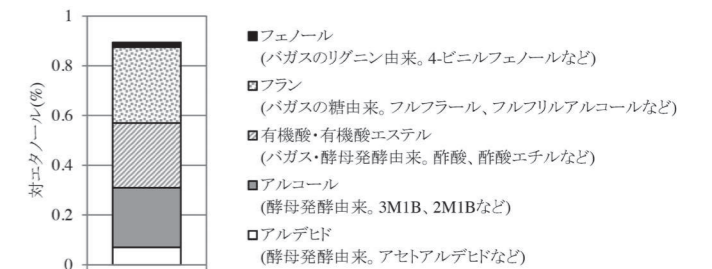 1
0.8
0.6
0.4
0.2
0
対エタノール(%)
■フェノール
(バガスのリグニン由来。4-ビニルフェノールなど)
フラン
(バガスの糖由来。フルフラール、フルフリルアルコールなど)
有機酸・有機酸エステル
(バガス・酵母発酵由来。酢酸、酢酸エチルなど)
アルコール
(酵母発酵由来。3M1B、2M1Bなど)
アルデヒド
(酵母発酵由来。アセトアルデヒドなど)